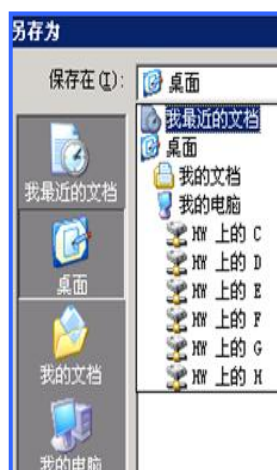 另存为
保存在(I):
桌面
我最近的文档
桌面
我的文档
我的电脑
HW 上的 C
HW 上的 D
HW 上的 E
HW 上的 F
HW 上的 G
HW 上的 H
我最近的文档
桌面
我的文档
我的电脑